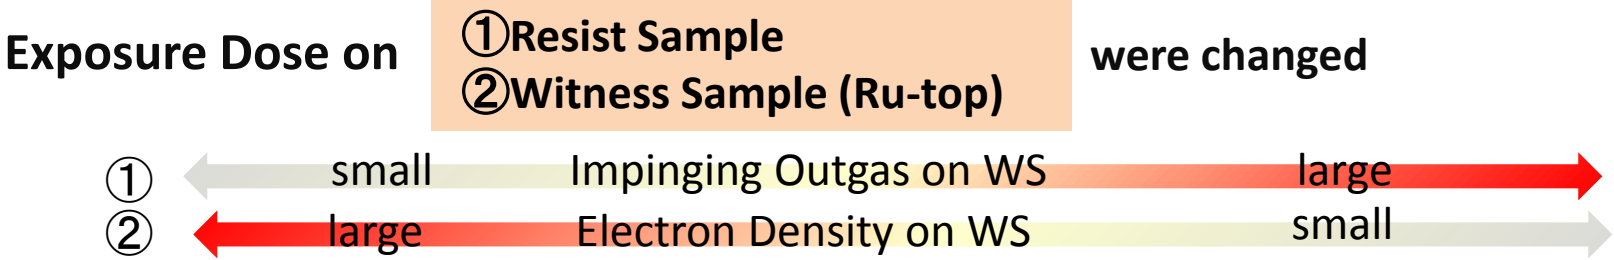 Exposure Dose on ①Resist Sample were changed
②Witness Sample (Ru-top)
① small Impinging Outgas on WS large
② large Electron Density on WS small